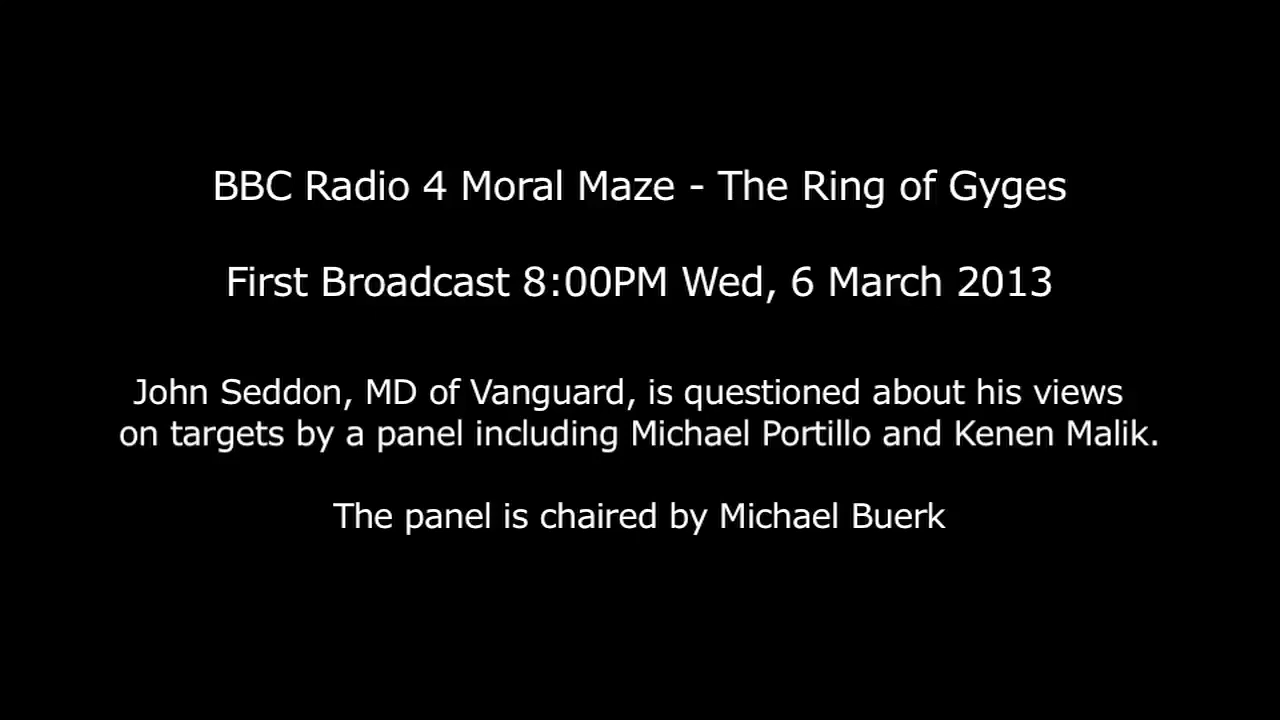 BBC Radio 4 Moral Maze - The Ring of Gyges
First Broadcast 8:00PM Wed, 6 March 2013
John Seddon, MD of Vanguard, is questioned about his views
on targets by a panel including Michael Portillo and Kenen Malik.
The panel is chaired by Michael Buerk